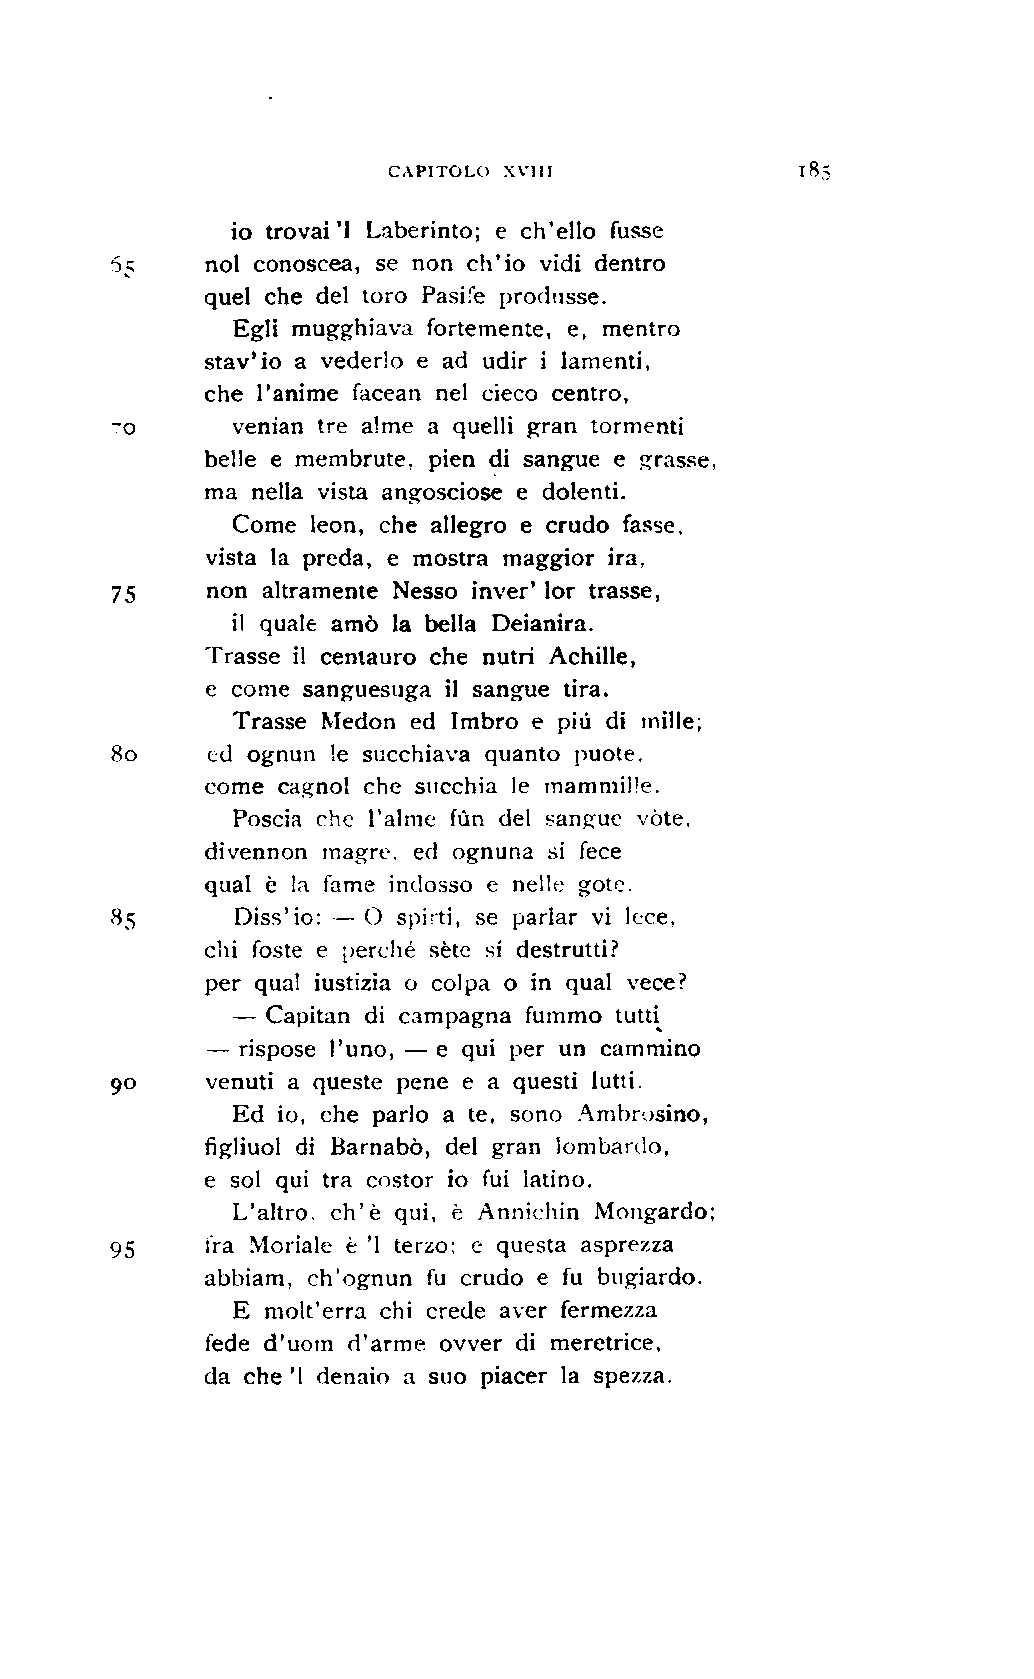 CAPITOLO XVIII 185
io trovai 'l Laberinto; e ch'ello fusse
65 nol conoscea, se non ch'io vidi dentro
quel che del toro Pasife produsse.
Egli mugghiava fortemente, e, mentro
stav'io a vederlo e ad udir i lamenti,
che l'anime facean nel cieco centro,
70 venian tre alme a quelli gran tormenti
belle e membrute, pien di sangue e grasse,
ma nella vista angosciose e dolenti.
Come leon, che allegro e crudo fasse,
vista la preda, e mostra maggior ira,
75 non altramente Nesso inver' lor trasse,
il quale amò la bella Deianira.
Trasse il centauro che nutrí Achille,
e come sanguesuga il sangue tira.
Trasse Medon ed Imbro e piú di mille;
80 ed ognun le succhiava quanto puote,
come cagnol che succhia le mammille.
Poscia che l'alme fûn del sangue vòte,
divennon magre, ed ognuna si fece
qual è la fame indosso e nelle gote.
85 Diss'io: — O spirti, se parlar vi lece,
chi foste e perché sète sí destrutti?
per qual iustizia o colpa o in qual vece?
— Capitan di campagna fummo tutti
— rispose l'uno, — e qui per un cammino
90 venuti a queste pene e a questi lutti.
Ed io, che parlo a te, sono Ambrosino,
figliuol di Barnabò, del gran lombardo,
e sol qui tra costor io fui latino.
L'altro, ch'è qui, è Annichin Mongardo;
95 fra Moriale è 'l terzo; e questa asprezza
abbiam, ch'ognun fu crudo e fu bugiardo.
E molt'erra chi crede aver fermezza
fede d'uom d'arme ovver di meretrice,
da che 'l denaio a suo piacer la spezza.